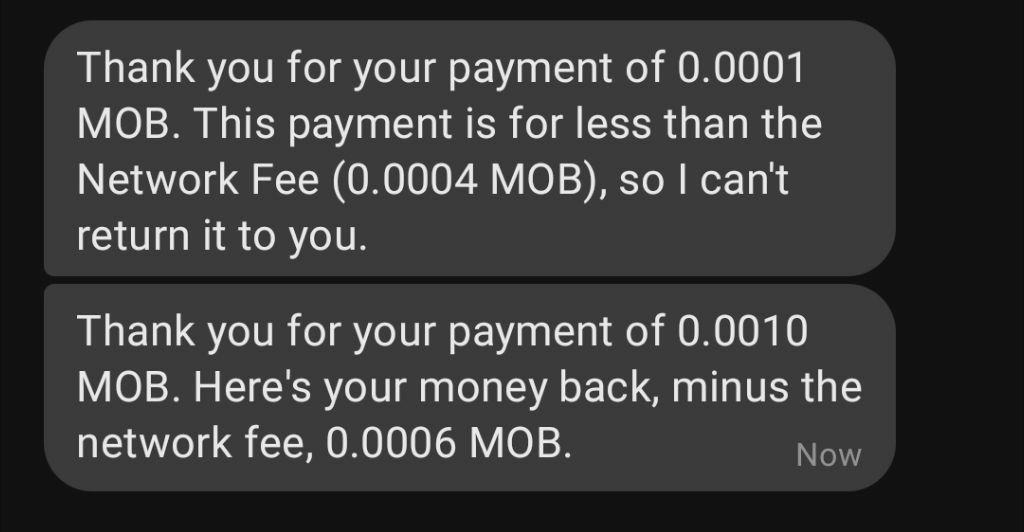 Thank you for your payment of 0.0001
MOB. This payment is for less than the
Network Fee (0.0004 MOB), so I can't
return it to you.
Thank you for your payment of 0.0010
MOB. Here's your money back, minus the
network fee, 0.0006 MOB.
Now